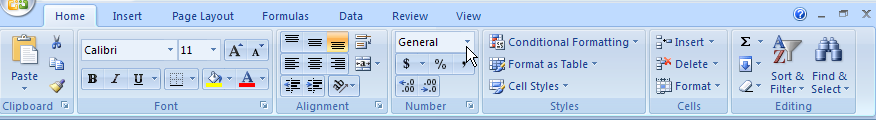 Home Insert Page Layout Formulas Data Review View
Calibri 11 A A General Conditional Formatting Insert Σ A Z
Paste B I U A a $ % , Format as Table Delete Sort & Filter Find & Select
ab .0 .00 .00 .0 Cell Styles Format
Clipboard Font Alignment Number Styles Cells Editing